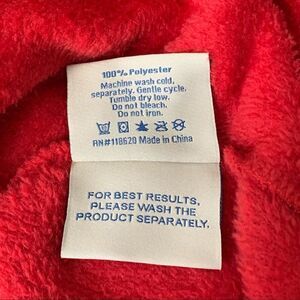 100% Polyester
Machine wash cold,
separately. Gentle cycle.
Tumble dry low.
Do not bleach.
Do not iron.
RN#118620 Made in China
FOR BEST RESULTS,
PLEASE WASH THE
PRODUCT SEPARATELY.